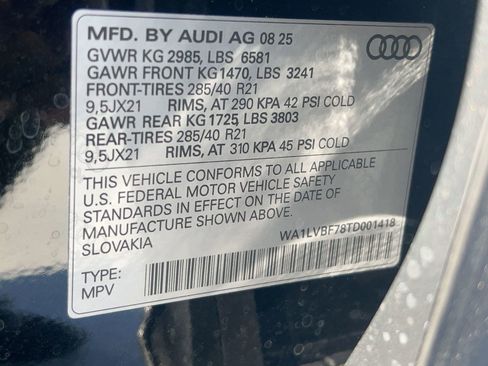 MFD. BY AUDI AG 08 25
GVWR KG 2985, LBS 6581
GAWR FRONT KG 1470, LBS 3241
FRONT-TIRES 285/40 R21
9,5JX21 RIMS, AT 290 KPA 42 PSI COLD
GAWR REAR KG 1725, LBS 3803
REAR-TIRES 285/40 R21
9,5JX21 RIMS, AT 310 KPA 45 PSI COLD
THIS VEHICLE CONFORMS TO ALL APPLICABLE
U.S. FEDERAL MOTOR VEHICLE SAFETY
STANDARDS IN EFFECT ON THE DATE OF
MANUFACTURE SHOWN ABOVE.
SLOVAKIA
WA1LVBF78TD001418
TYPE:
MPV